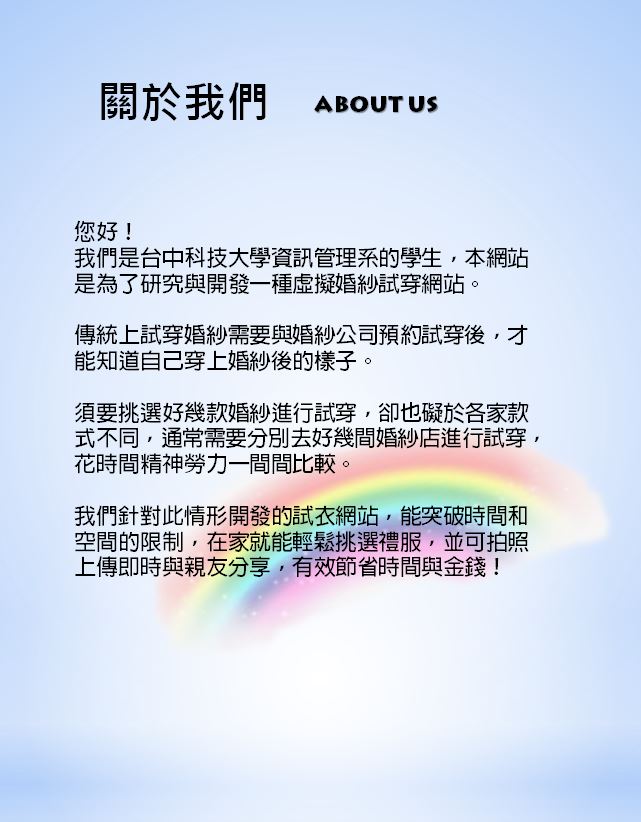 關於我們 ABOUT US
您好！
我們是台中科技大學資訊管理系的學生，本網站
是為了研究與開發一種虛擬婚紗試穿網站。
傳統上試穿婚紗需要與婚紗公司預約試穿後，才
能知道自己穿上婚紗後的樣子。
須要挑選好幾款婚紗進行試穿，卻也礙於各家款
式不同，通常需要分別去好幾間婚紗店進行試穿，
花時間精神勞力一間間比較。
我們針對此情形開發的試衣網站，能突破時間和
空間的限制，在家就能輕鬆挑選禮服，並可拍照
上傳即時與親友分享，有效節省時間與金錢！